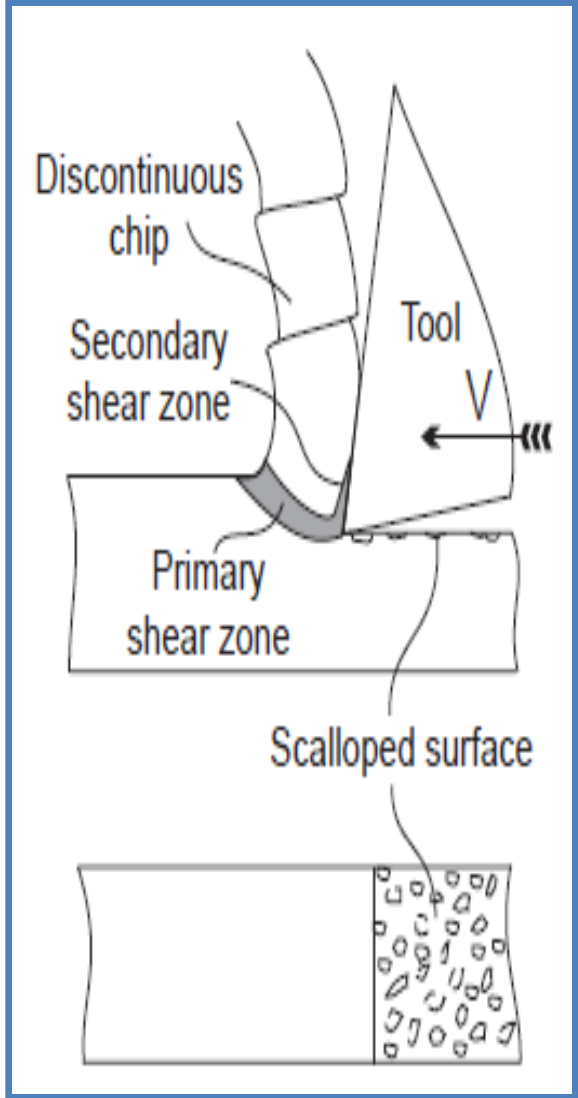 Discontinuous
chip
Secondary
shear zone
Tool
V
Primary
shear zone
Scalloped surface